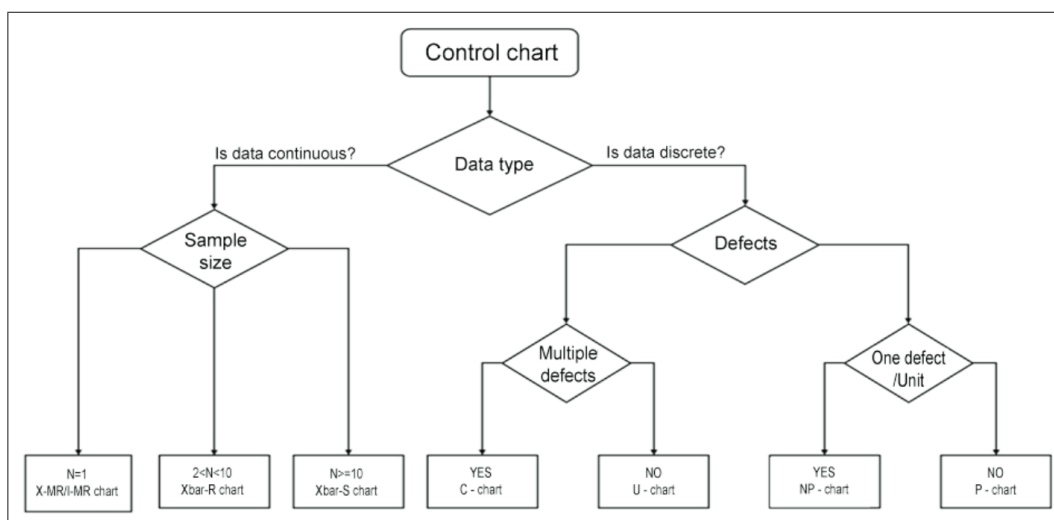 Control chart
Is data continuous?
Data type
Is data discrete?
Sample
size
Defects
Multiple
defects
One defect
/Unit
N=1
X-MR/I-MR chart
2<N<10
Xbar-R chart
N>=10
Xbar-S chart
YES
C - chart
NO
U - chart
YES
NP - chart
NO
P - chart